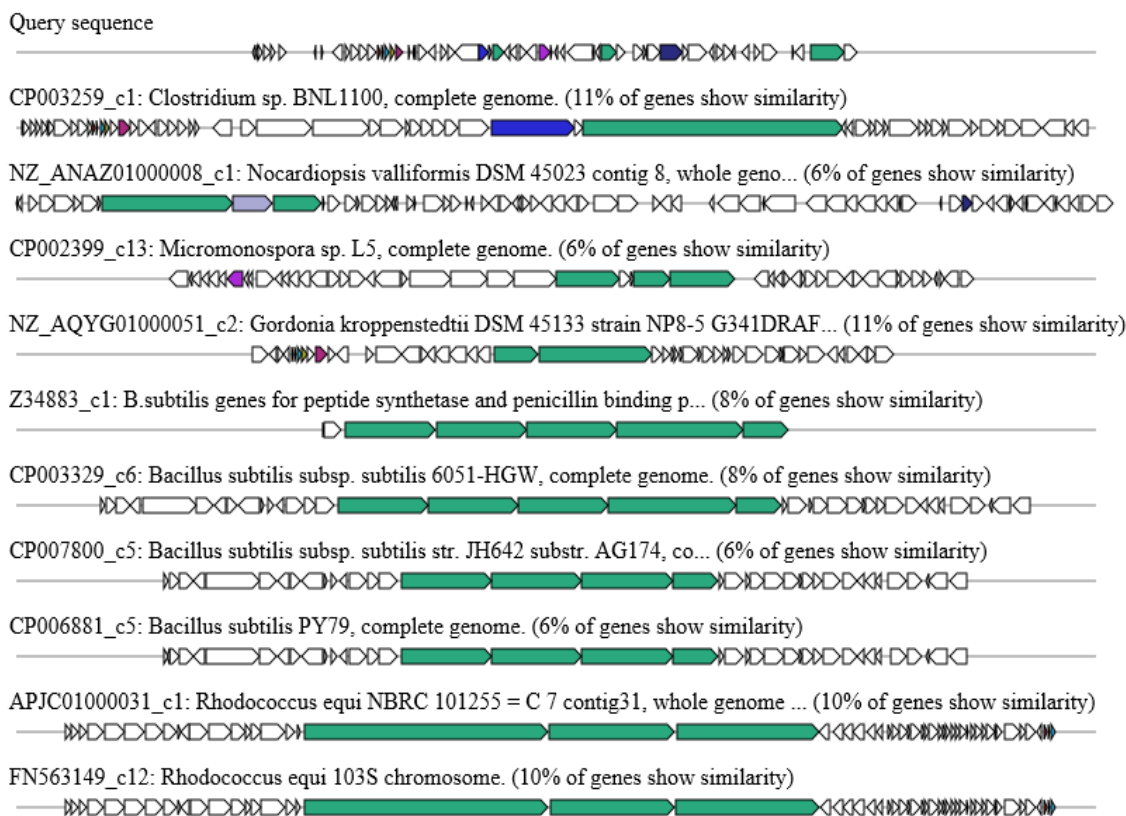 Query sequence
CP003259_c1: Clostridium sp. BNL1100, complete genome. (11% of genes show similarity)
NZ_ANAZ01000008_c1: Nocardiopsis valliformis DSM 45023 contig 8, whole geno... (6% of genes show similarity)
CP002399_c13: Micromonospora sp. L5, complete genome. (6% of genes show similarity)
NZ_AQYG01000051_c2: Gordonia kroppenstedtii DSM 45133 strain NP8-5 G341DRAF... (11% of genes show similarity)
Z34883_c1: B.subtilis genes for peptide synthetase and penicillin binding p... (8% of genes show similarity)
CP003329_c6: Bacillus subtilis subsp. subtilis 6051-HGW, complete genome. (8% of genes show similarity)
CP007800_c5: Bacillus subtilis subsp. subtilis str. JH642 substr. AG174, co... (6% of genes show similarity)
CP006881_c5: Bacillus subtilis PY79, complete genome. (6% of genes show similarity)
APJC01000031_c1: Rhodococcus equi NBRC 101255 = C 7 contig31, whole genome ... (10% of genes show similarity)
FN563149_c12: Rhodococcus equi 103S chromosome. (10% of genes show similarity)